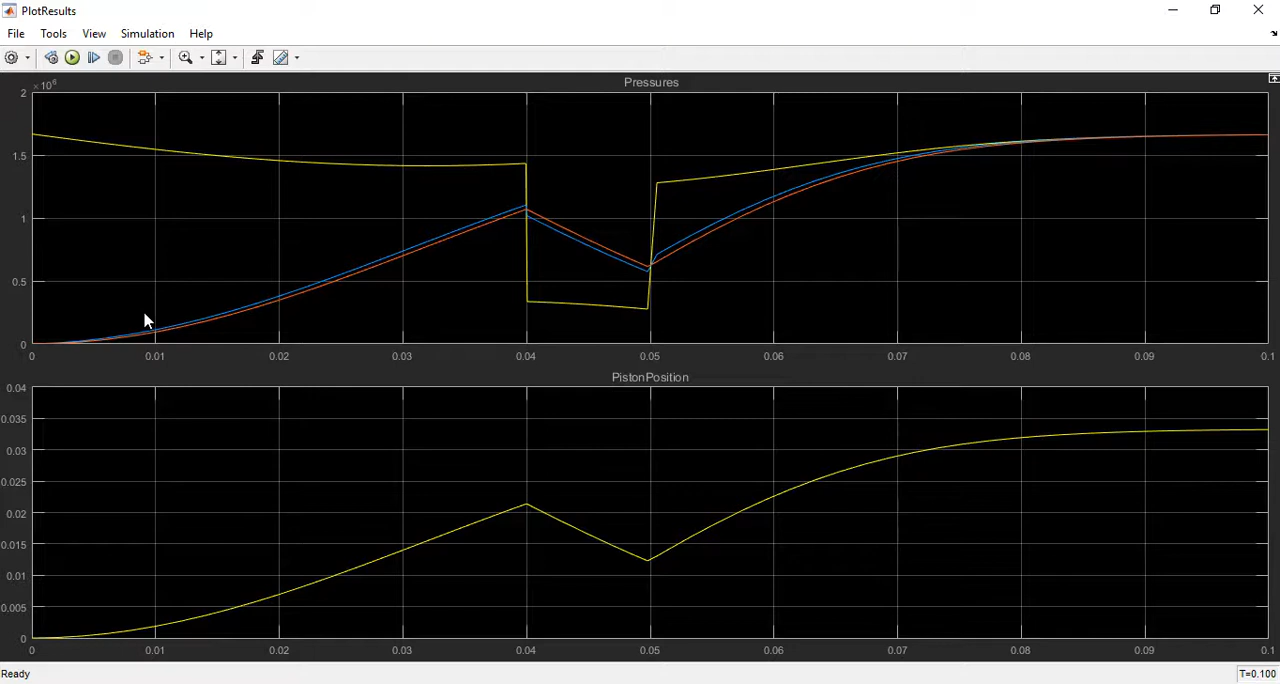 PlotResults
File Tools View Simulation Help
×10⁶
Pressures
2
1.5
1
0.5
0
0 0.01 0.02 0.03 0.04 0.05 0.06 0.07 0.08 0.09 0.1
PistonPosition
0.04
0.035
0.03
0.025
0.02
0.015
0.01
0.005
0
0 0.01 0.02 0.03 0.04 0.05 0.06 0.07 0.08 0.09 0.1
Ready T=0.100